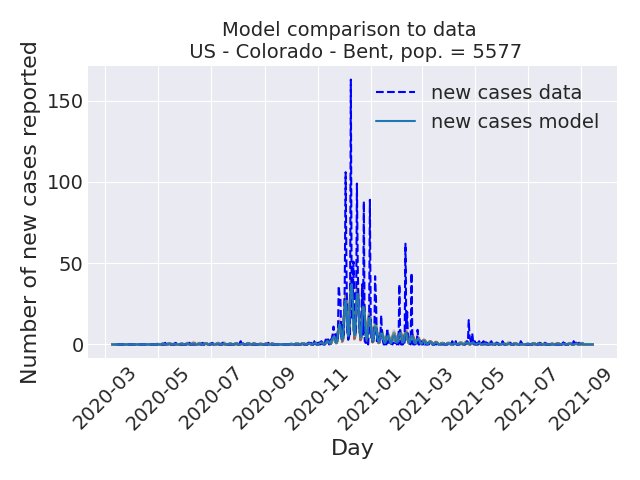 Model comparison to data
US - Colorado - Bent, pop. = 5577
Number of new cases reported
150
100
50
0
new cases data
new cases model
2020-03
2020-05
2020-07
2020-09
2020-11
2021-01
2021-03
2021-05
2021-07
2021-09
Day